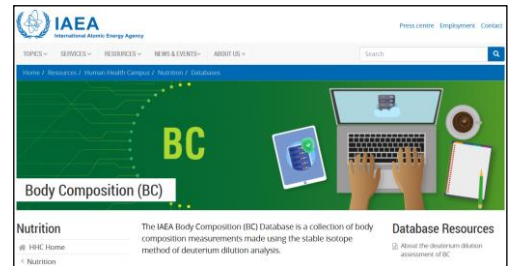 IAEA
International Atomic Energy Agency
Press centre Employment Contact
TOPICS SERVICES RESOURCES NEWS & EVENTS ABOUT US
Search
Home / Resources / Human Health Campus / Nutrition / Databases
BC
Body Composition (BC)
Nutrition
HHC Home
< Nutrition
The IAEA Body Composition (BC) Database is a collection of body
composition measurements made using the stable isotope
method of deuterium dilution analysis.
Database Resources
About the deuterium dilution
assessment of BC